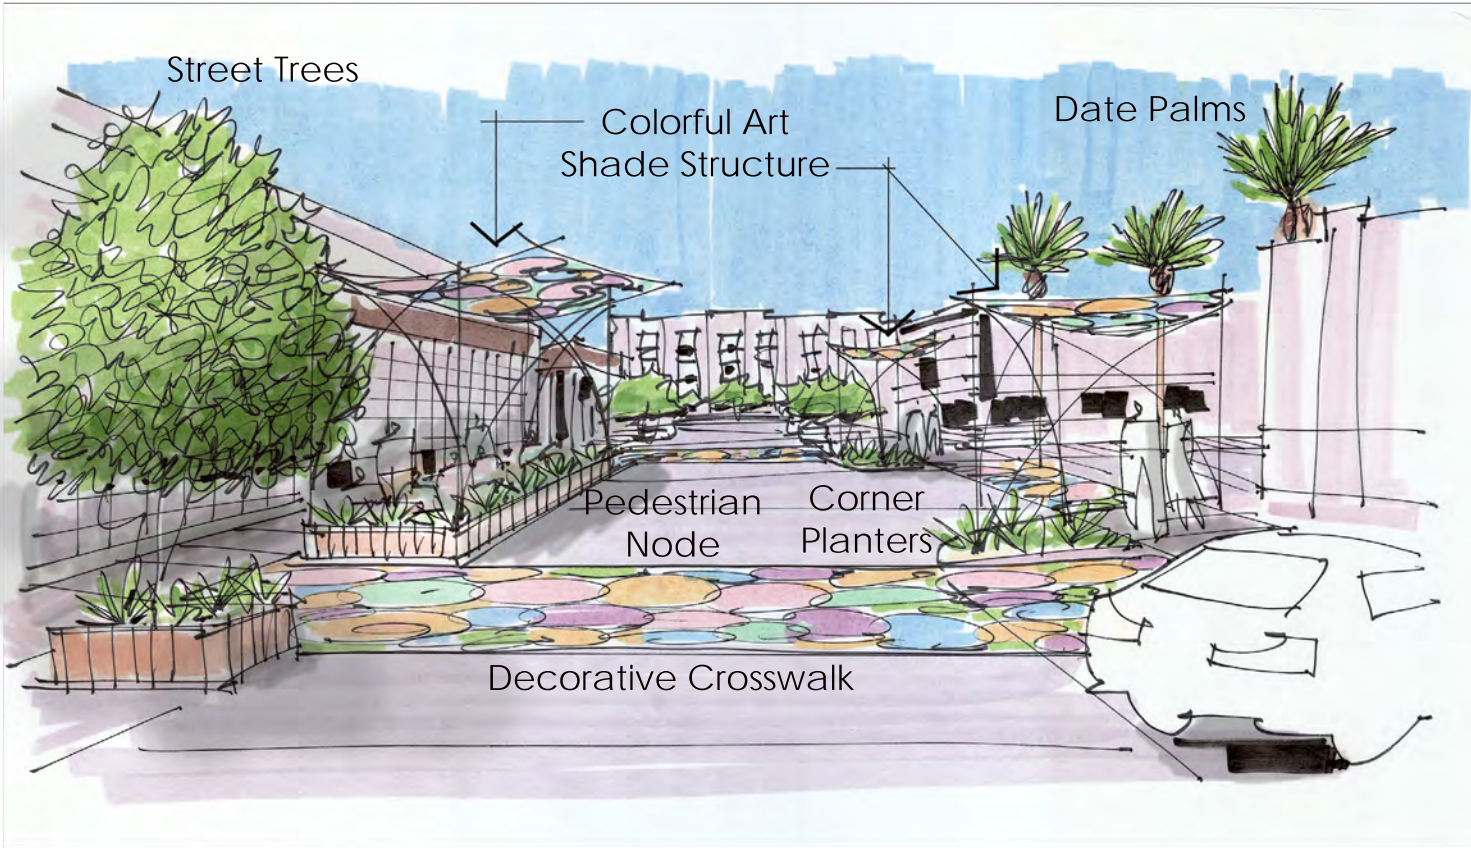 Street Trees
Colorful Art
Shade Structure
Date Palms
Pedestrian
Node
Corner
Planters
Decorative Crosswalk